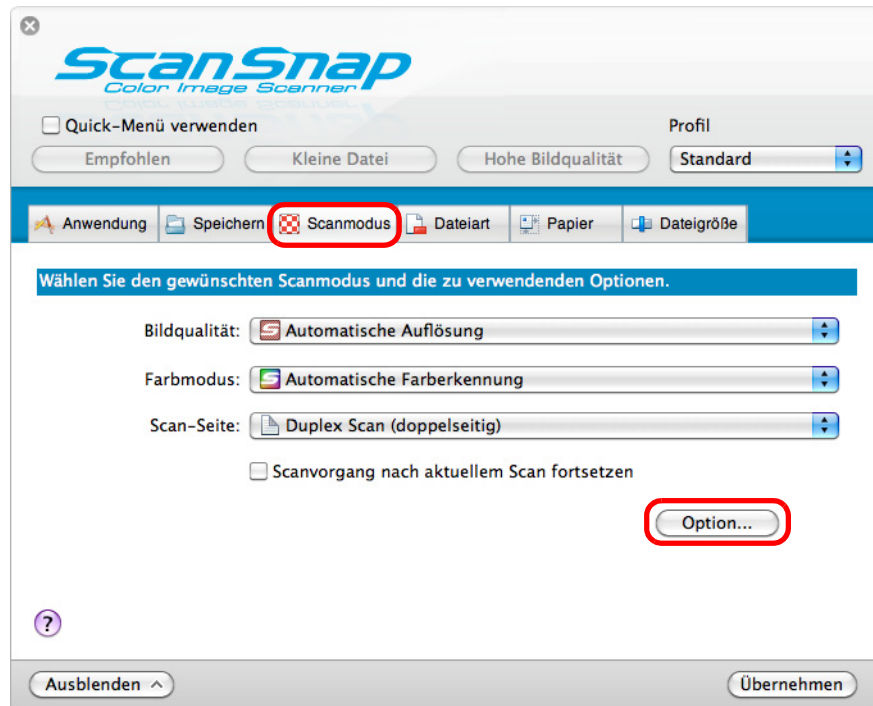 ScanSnap
Color Image Scanner
Quick-Menü verwenden
Profil
Empfohlen Kleine Datei Hohe Bildqualität Standard
Anwendung Speichern Scanmodus Dateiart Papier Dateigröße
Wählen Sie den gewünschten Scanmodus und die zu verwendenden Optionen.
Bildqualität: Automatische Auflösung
Farbmodus: Automatische Farberkennung
Scan-Seite: Duplex Scan (doppelseitig)
Scanvorgang nach aktuellem Scan fortsetzen
Option...
?
Ausblenden Übernehmen